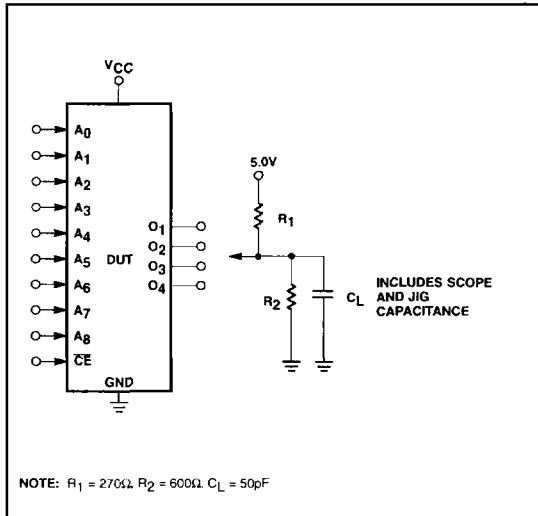 VCC
A0
A1
A2
A3
A4
A5
A6
A7
A8
CE
DUT
O1
O2
O3
O4
GND
5.0V
R1
R2
CL
INCLUDES SCOPE
AND JIG
CAPACITANCE
NOTE: R1 = 270Ω, R2 = 600Ω, CL = 50pF